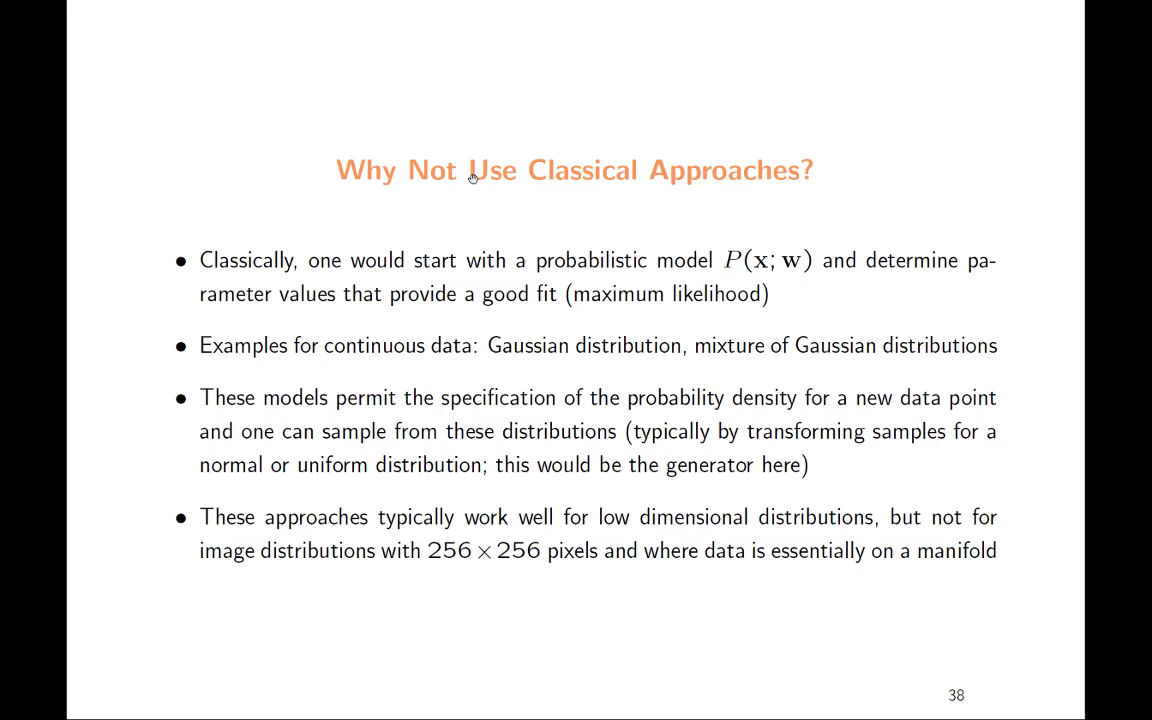 Why Not Use Classical Approaches?
• Classically, one would start with a probabilistic model P(x; w) and determine pa-
rameter values that provide a good fit (maximum likelihood)
• Examples for continuous data: Gaussian distribution, mixture of Gaussian distributions
• These models permit the specification of the probability density for a new data point
and one can sample from these distributions (typically by transforming samples for a
normal or uniform distribution; this would be the generator here)
• These approaches typically work well for low dimensional distributions, but not for
image distributions with 256 × 256 pixels and where data is essentially on a manifold
38